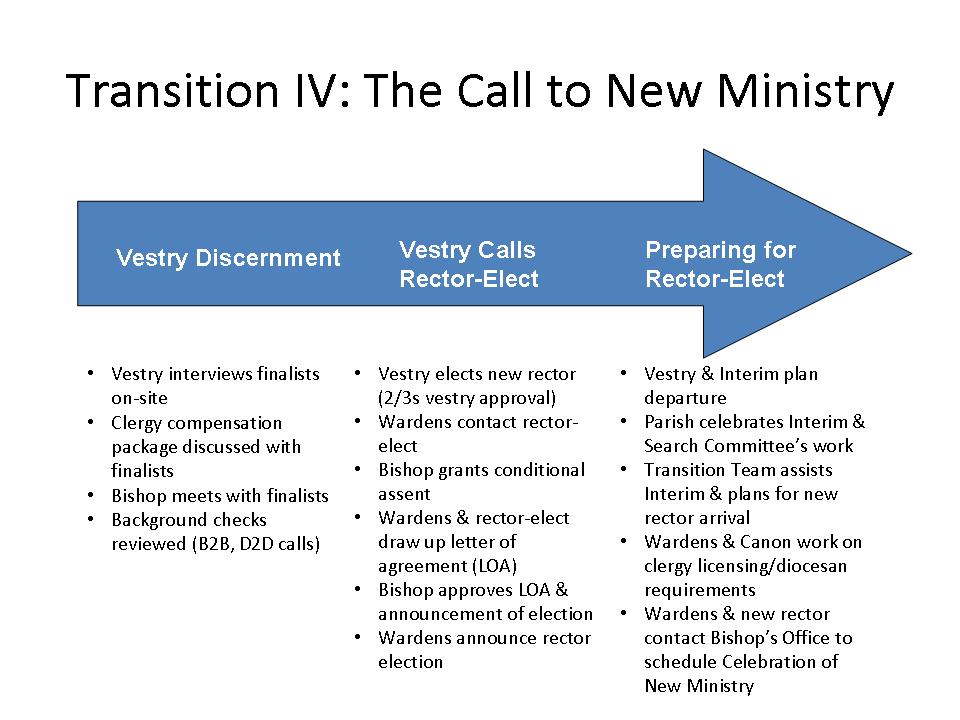 Transition IV: The Call to New Ministry
Vestry Discernment
Vestry Calls
Rector-Elect
Preparing for
Rector-Elect
• Vestry interviews finalists
on-site
• Clergy compensation
package discussed with
finalists
• Bishop meets with finalists
• Background checks
reviewed (B2B, D2D calls)
• Vestry elects new rector
(2/3s vestry approval)
• Wardens contact rector-
elect
• Bishop grants conditional
assent
• Wardens & rector-elect
draw up letter of
agreement (LOA)
• Bishop approves LOA &
announcement of election
• Wardens announce rector
election
• Vestry & Interim plan
departure
• Parish celebrates Interim &
Search Committee's work
• Transition Team assists
Interim & plans for new
rector arrival
• Wardens & Canon work on
clergy licensing/diocesan
requirements
• Wardens & new rector
contact Bishop's Office to
schedule Celebration of
New Ministry